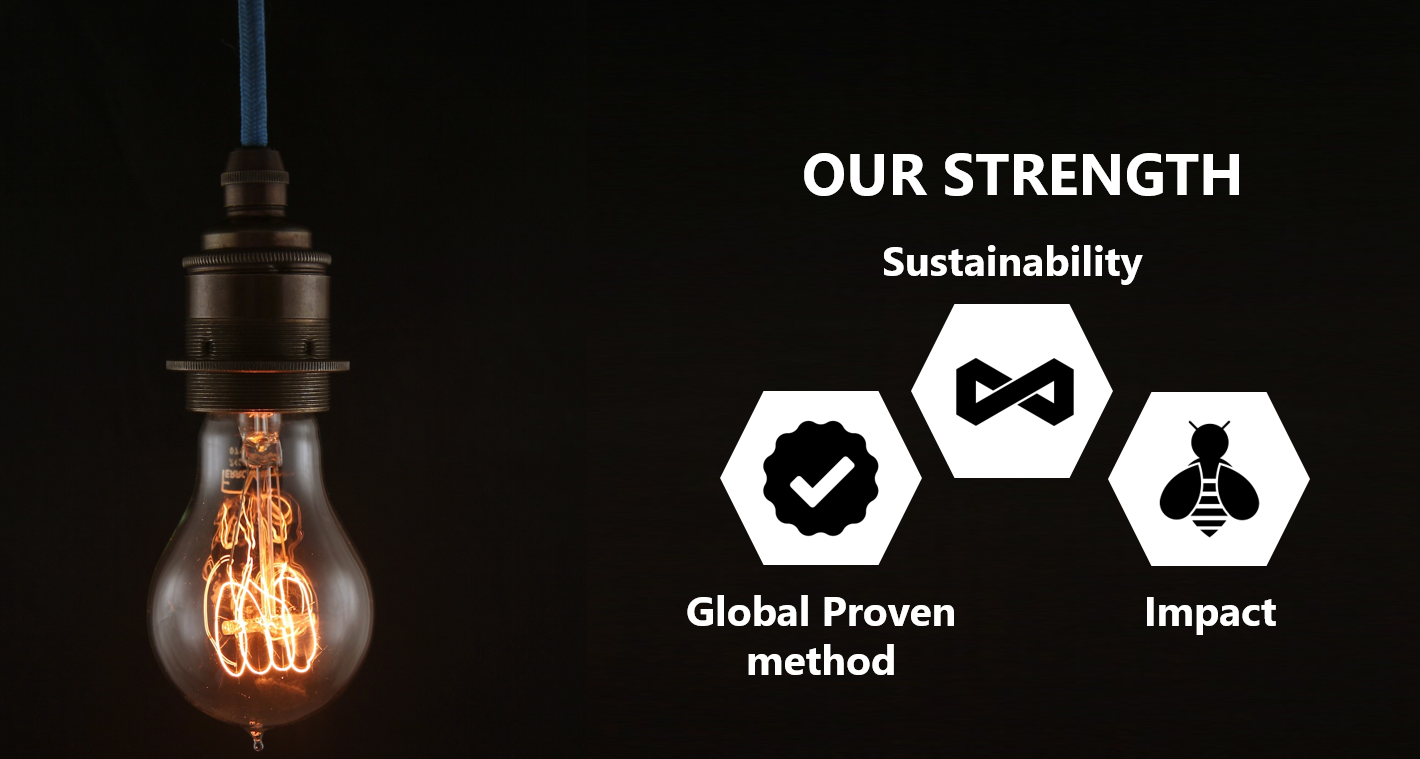 OUR STRENGTH
Sustainability
Global Proven
method
Impact